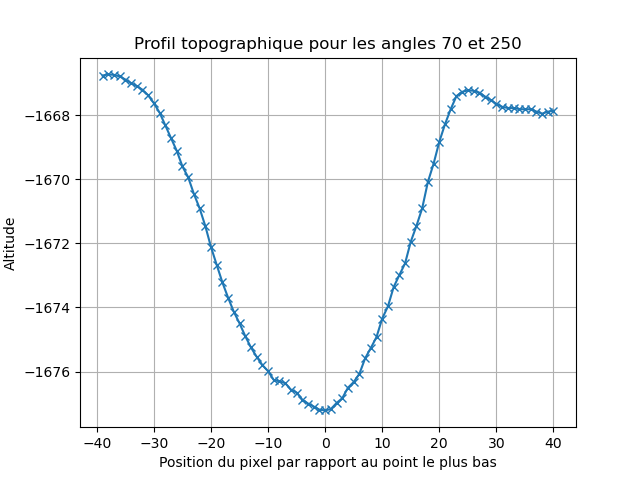 Profil topographique pour les angles 70 et 250
Altitude
−1668
−1670
−1672
−1674
−1676
−40 −30 −20 −10 0 10 20 30 40
Position du pixel par rapport au point le plus bas